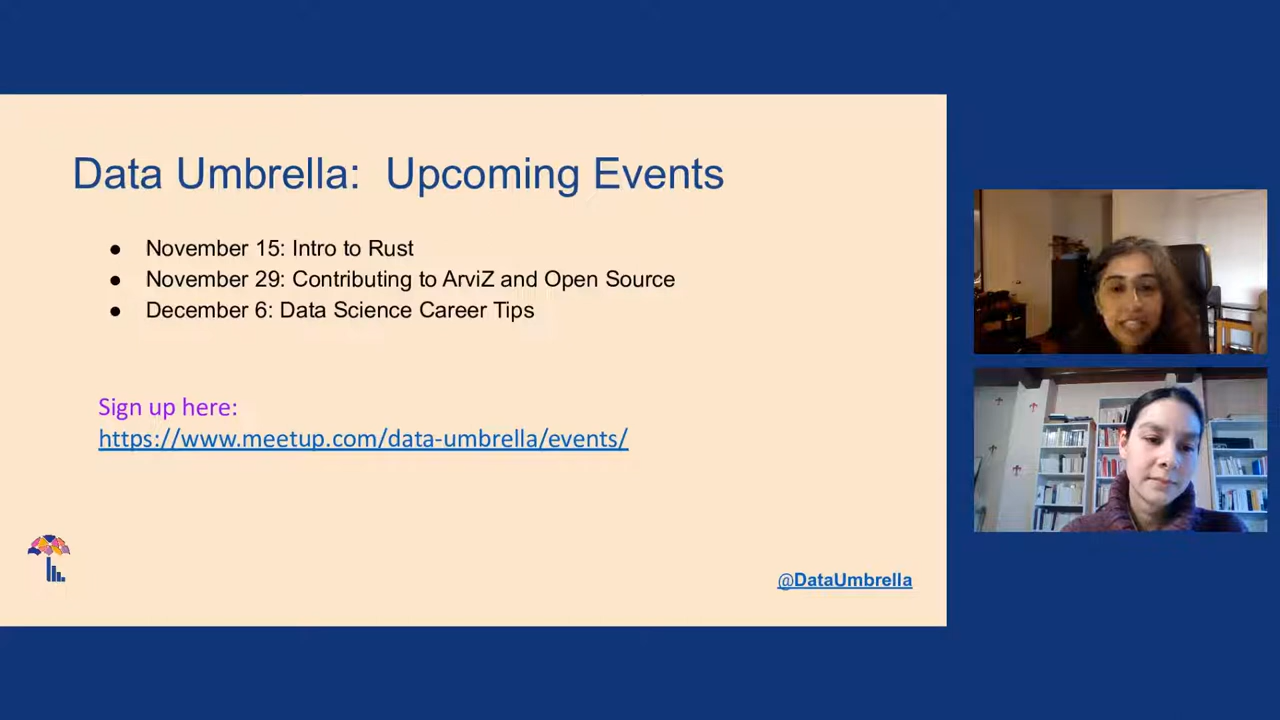 Data Umbrella:  Upcoming Events
● November 15: Intro to Rust
● November 29: Contributing to ArviZ and Open Source
● December 6: Data Science Career Tips
Sign up here:
https://www.meetup.com/data-umbrella/events/
@DataUmbrella